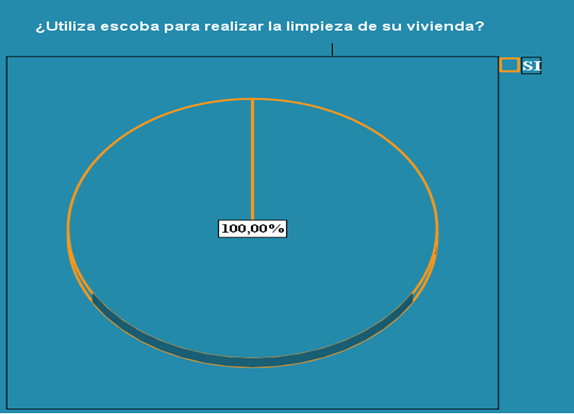 ¿Utiliza escoba para realizar la limpieza de su vivienda?
SI
100,00%